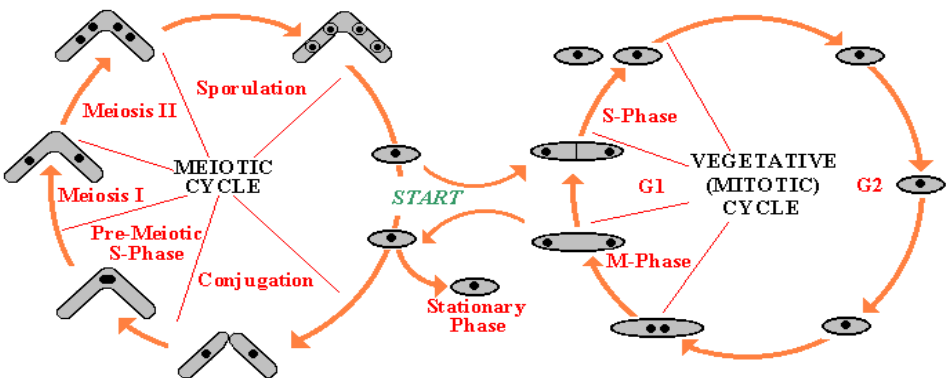 Sporulation
Meiosis II
MEIOTIC
CYCLE
Meiosis I
Pre-Meiotic
S-Phase
Conjugation
START
Stationary
Phase
S-Phase
VEGETATIVE
(MITOTIC)
CYCLE
G1
G2
M-Phase